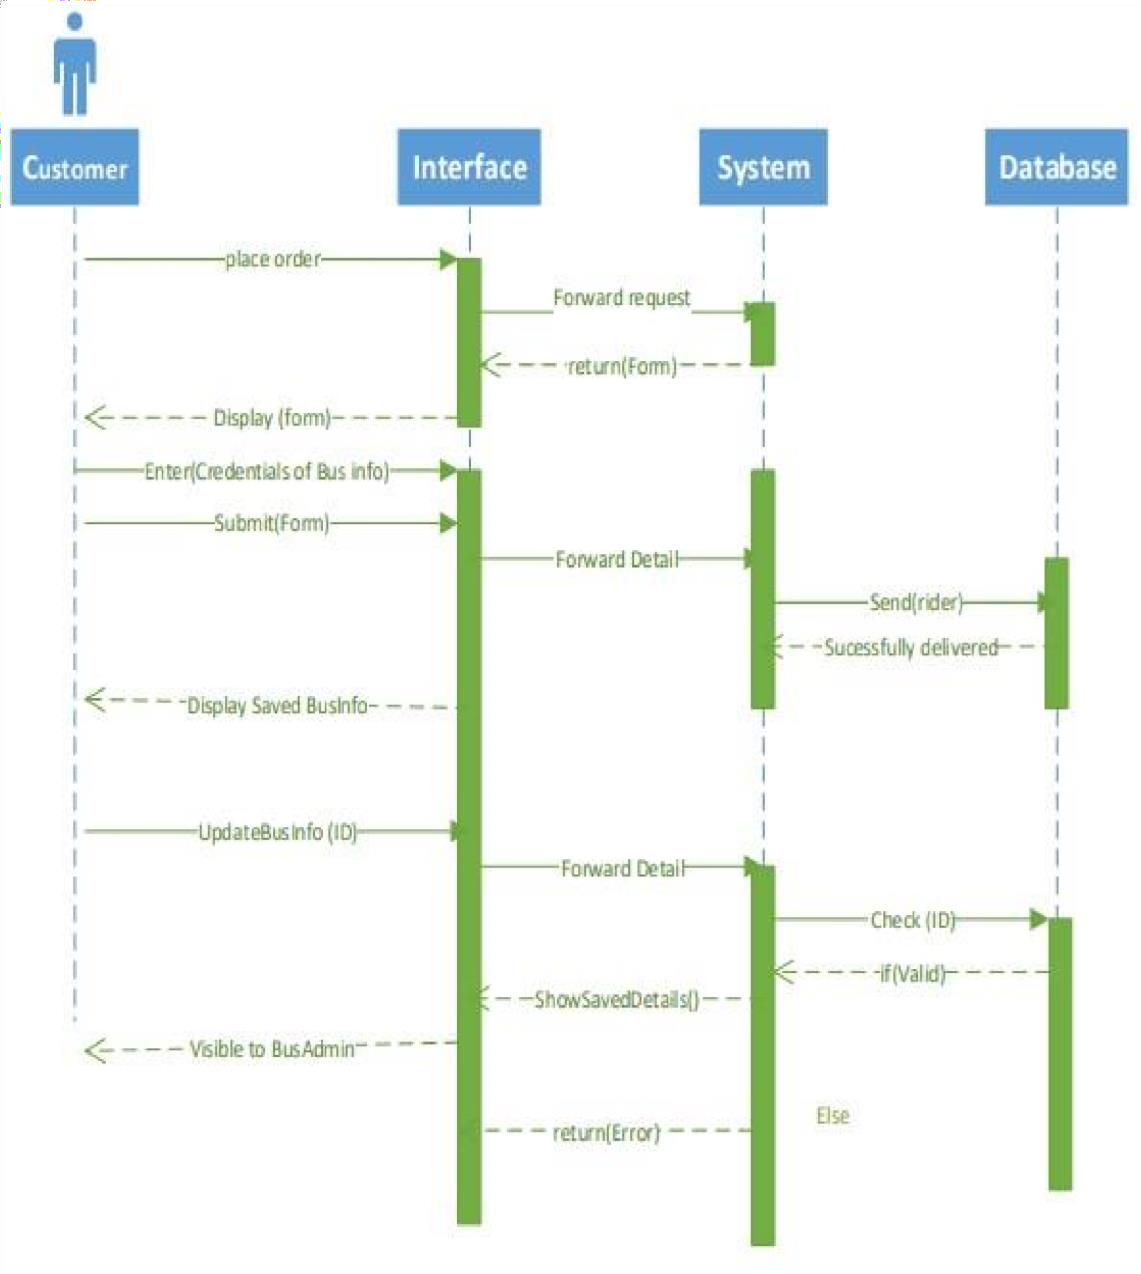 Customer
Interface
System
Database
place order
Forward request
return(Form)
Display (form)
Enter(Credentials of Bus info)
Submit(Form)
Forward Detail
Send(rider)
Sucessfully delivered
Display Saved BusInfo
UpdateBusInfo (ID)
Forward Detail
Check (ID)
if(Valid)
ShowSavedDetails()
Visible to BusAdmin
Else
return(Error)